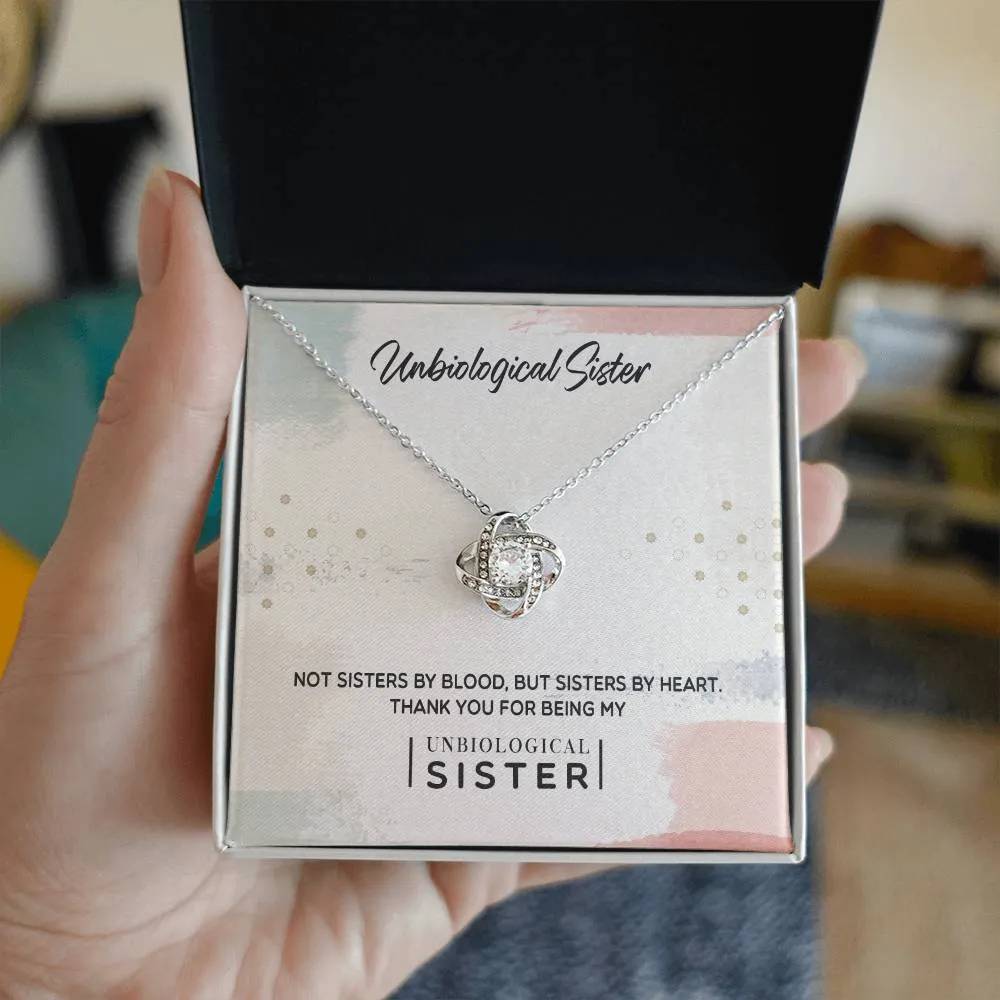 Unbiological Sister
NOT SISTERS BY BLOOD, BUT SISTERS BY HEART.
THANK YOU FOR BEING MY
UNBIOLOGICAL
SISTER